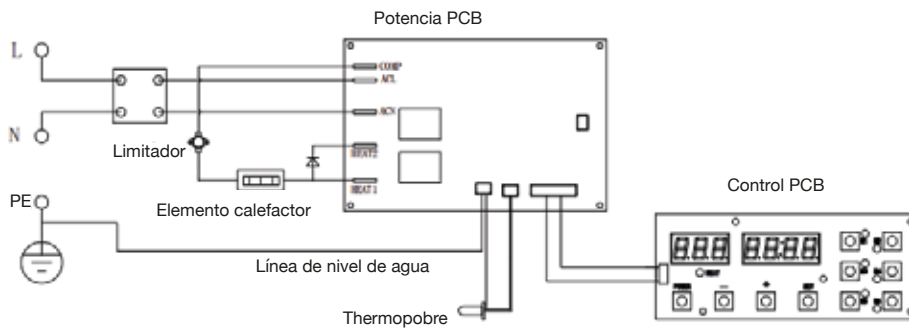 Potencia PCB
L
COMP
ACL
ACN
N
Limitador
HEAT2
HEAT 1
Control PCB
PE
Elemento calefactor
Línea de nivel de agua
Thermopobre